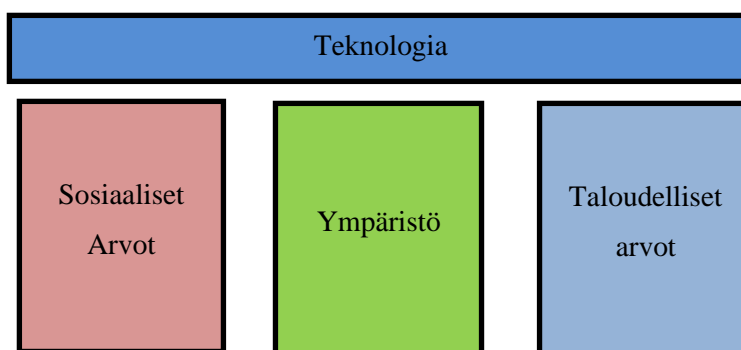 Teknologia
Sosiaaliset
Arvot
Ympäristö
Taloudelliset
arvot